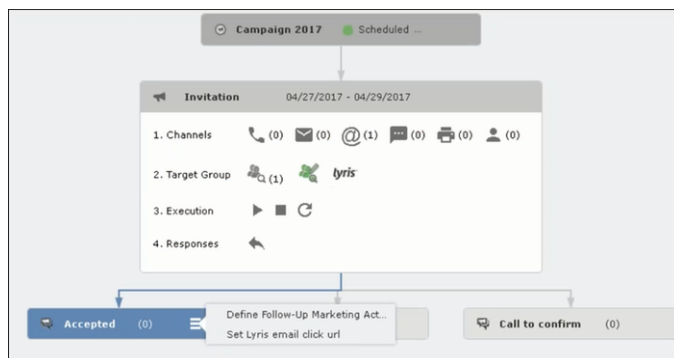 Campaign 2017 Scheduled ...
Invitation 04/27/2017 - 04/29/2017
1. Channels (0) (0) @ (1) (0) (0) (0)
2. Target Group (1) lyris
3. Execution
4. Responses
Accepted (0)
Define Follow-Up Marketing Act...
Set Lyris email click url
Call to confirm (0)